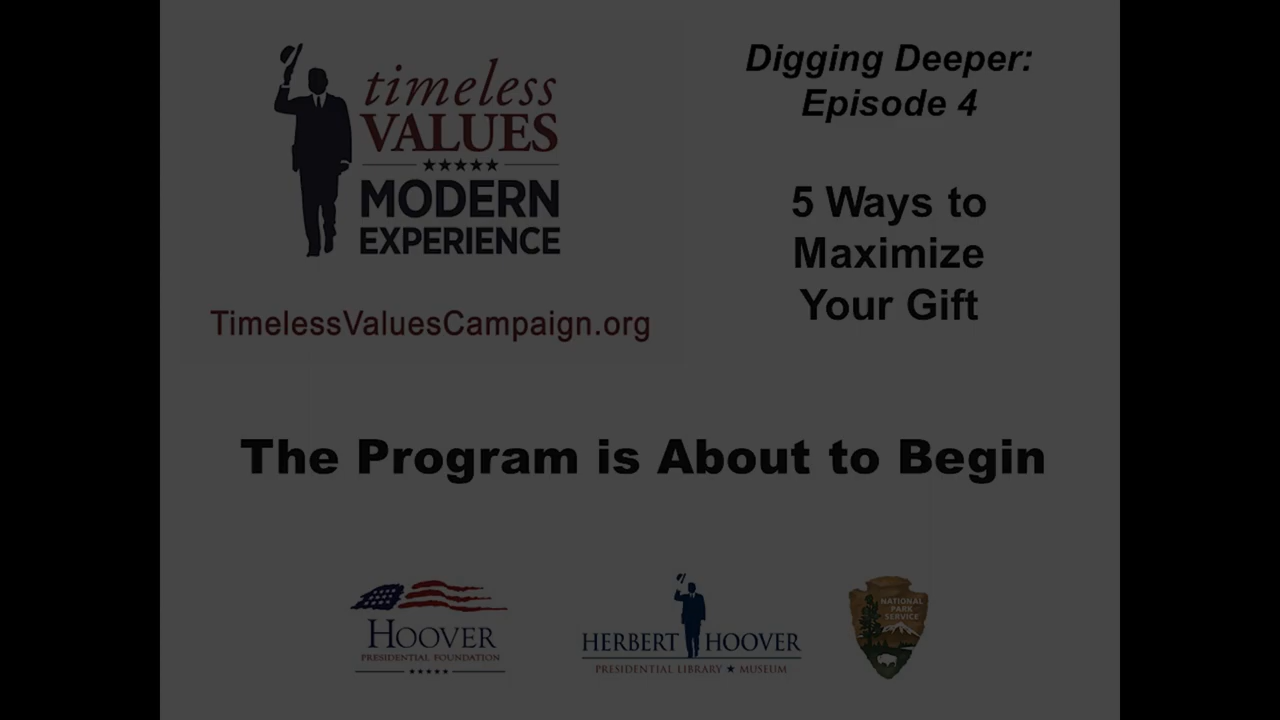 timeless
VALUES
MODERN
EXPERIENCE
TimelessValuesCampaign.org
Digging Deeper:
Episode 4
5 Ways to
Maximize
Your Gift
The Program is About to Begin
HOOVER
PRESIDENTIAL FOUNDATION
HERBERT HOOVER
PRESIDENTIAL LIBRARY ★ MUSEUM
NATIONAL
PARK
SERVICE